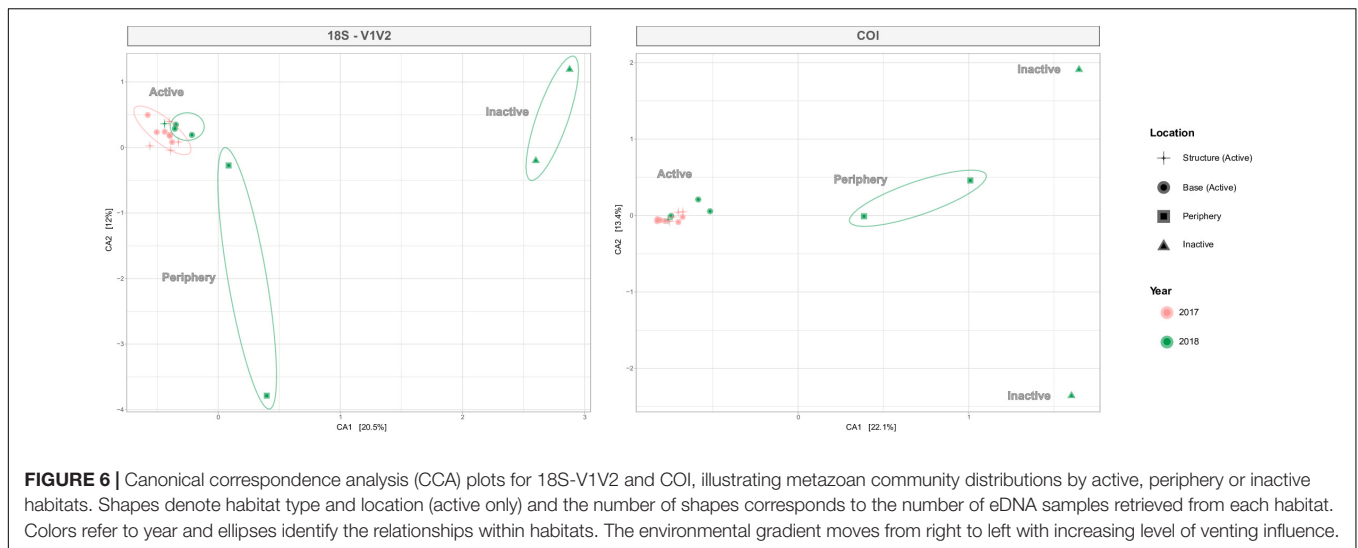 18S - V1V2
COI
Active
Inactive
Periphery
CA2 [12%]
1
0
−1
−2
−3
−4
0
1
2
3
CA1 [20.5%]
Inactive
Active
Periphery
Inactive
CA2 [13.4%]
2
1
0
−1
−2
0
1
CA1 [22.1%]
Location
Structure (Active)
Base (Active)
Periphery
Inactive
Year
2017
2018
FIGURE 6 | Canonical correspondence analysis (CCA) plots for 18S-V1V2 and COI, illustrating metazoan community distributions by active, periphery or inactive
habitats. Shapes denote habitat type and location (active only) and the number of shapes corresponds to the number of eDNA samples retrieved from each habitat.
Colors refer to year and ellipses identify the relationships within habitats. The environmental gradient moves from right to left with increasing level of venting influence.